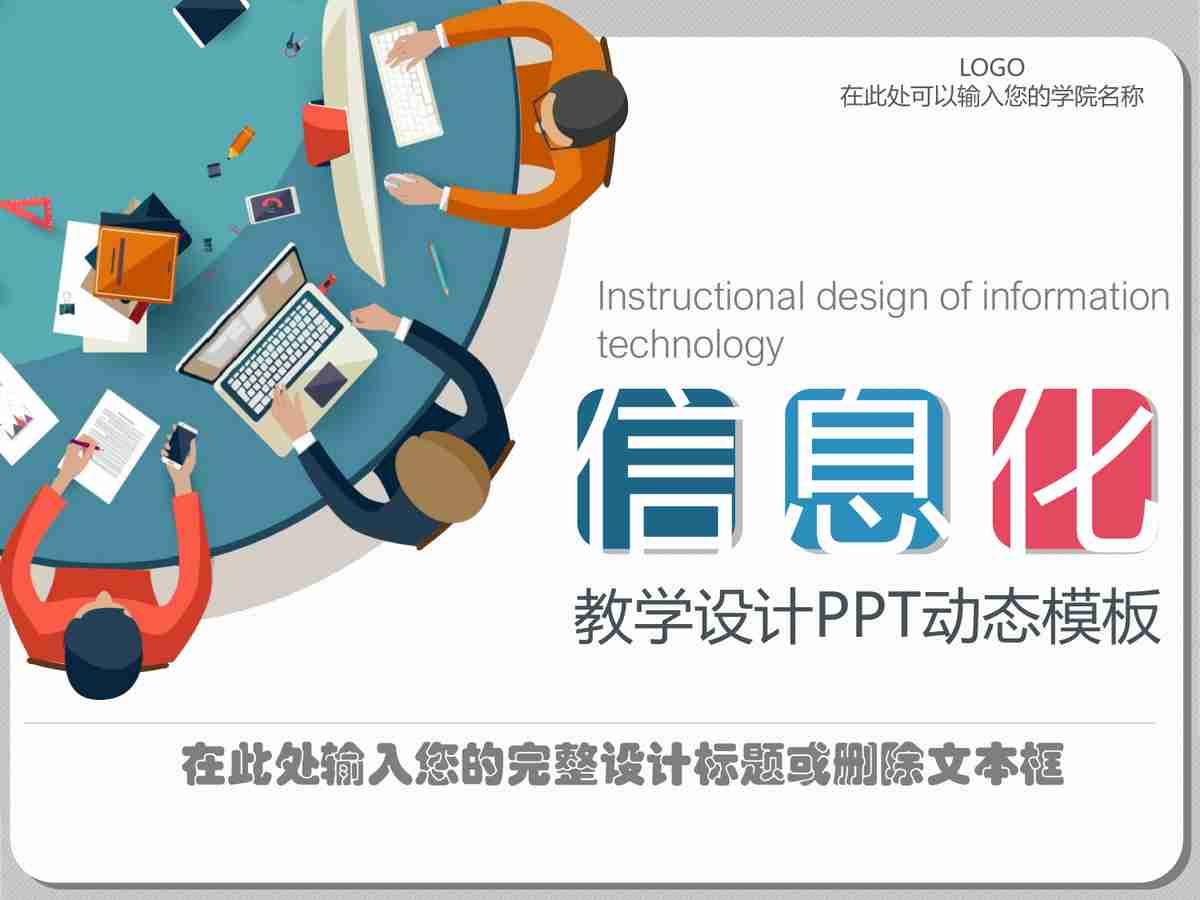 LOGO
在此处可以输入您的学院名称
Instructional design of information
technology
信息化
教学设计PPT动态模板
在此处输入您的完整设计标题或删除文本框